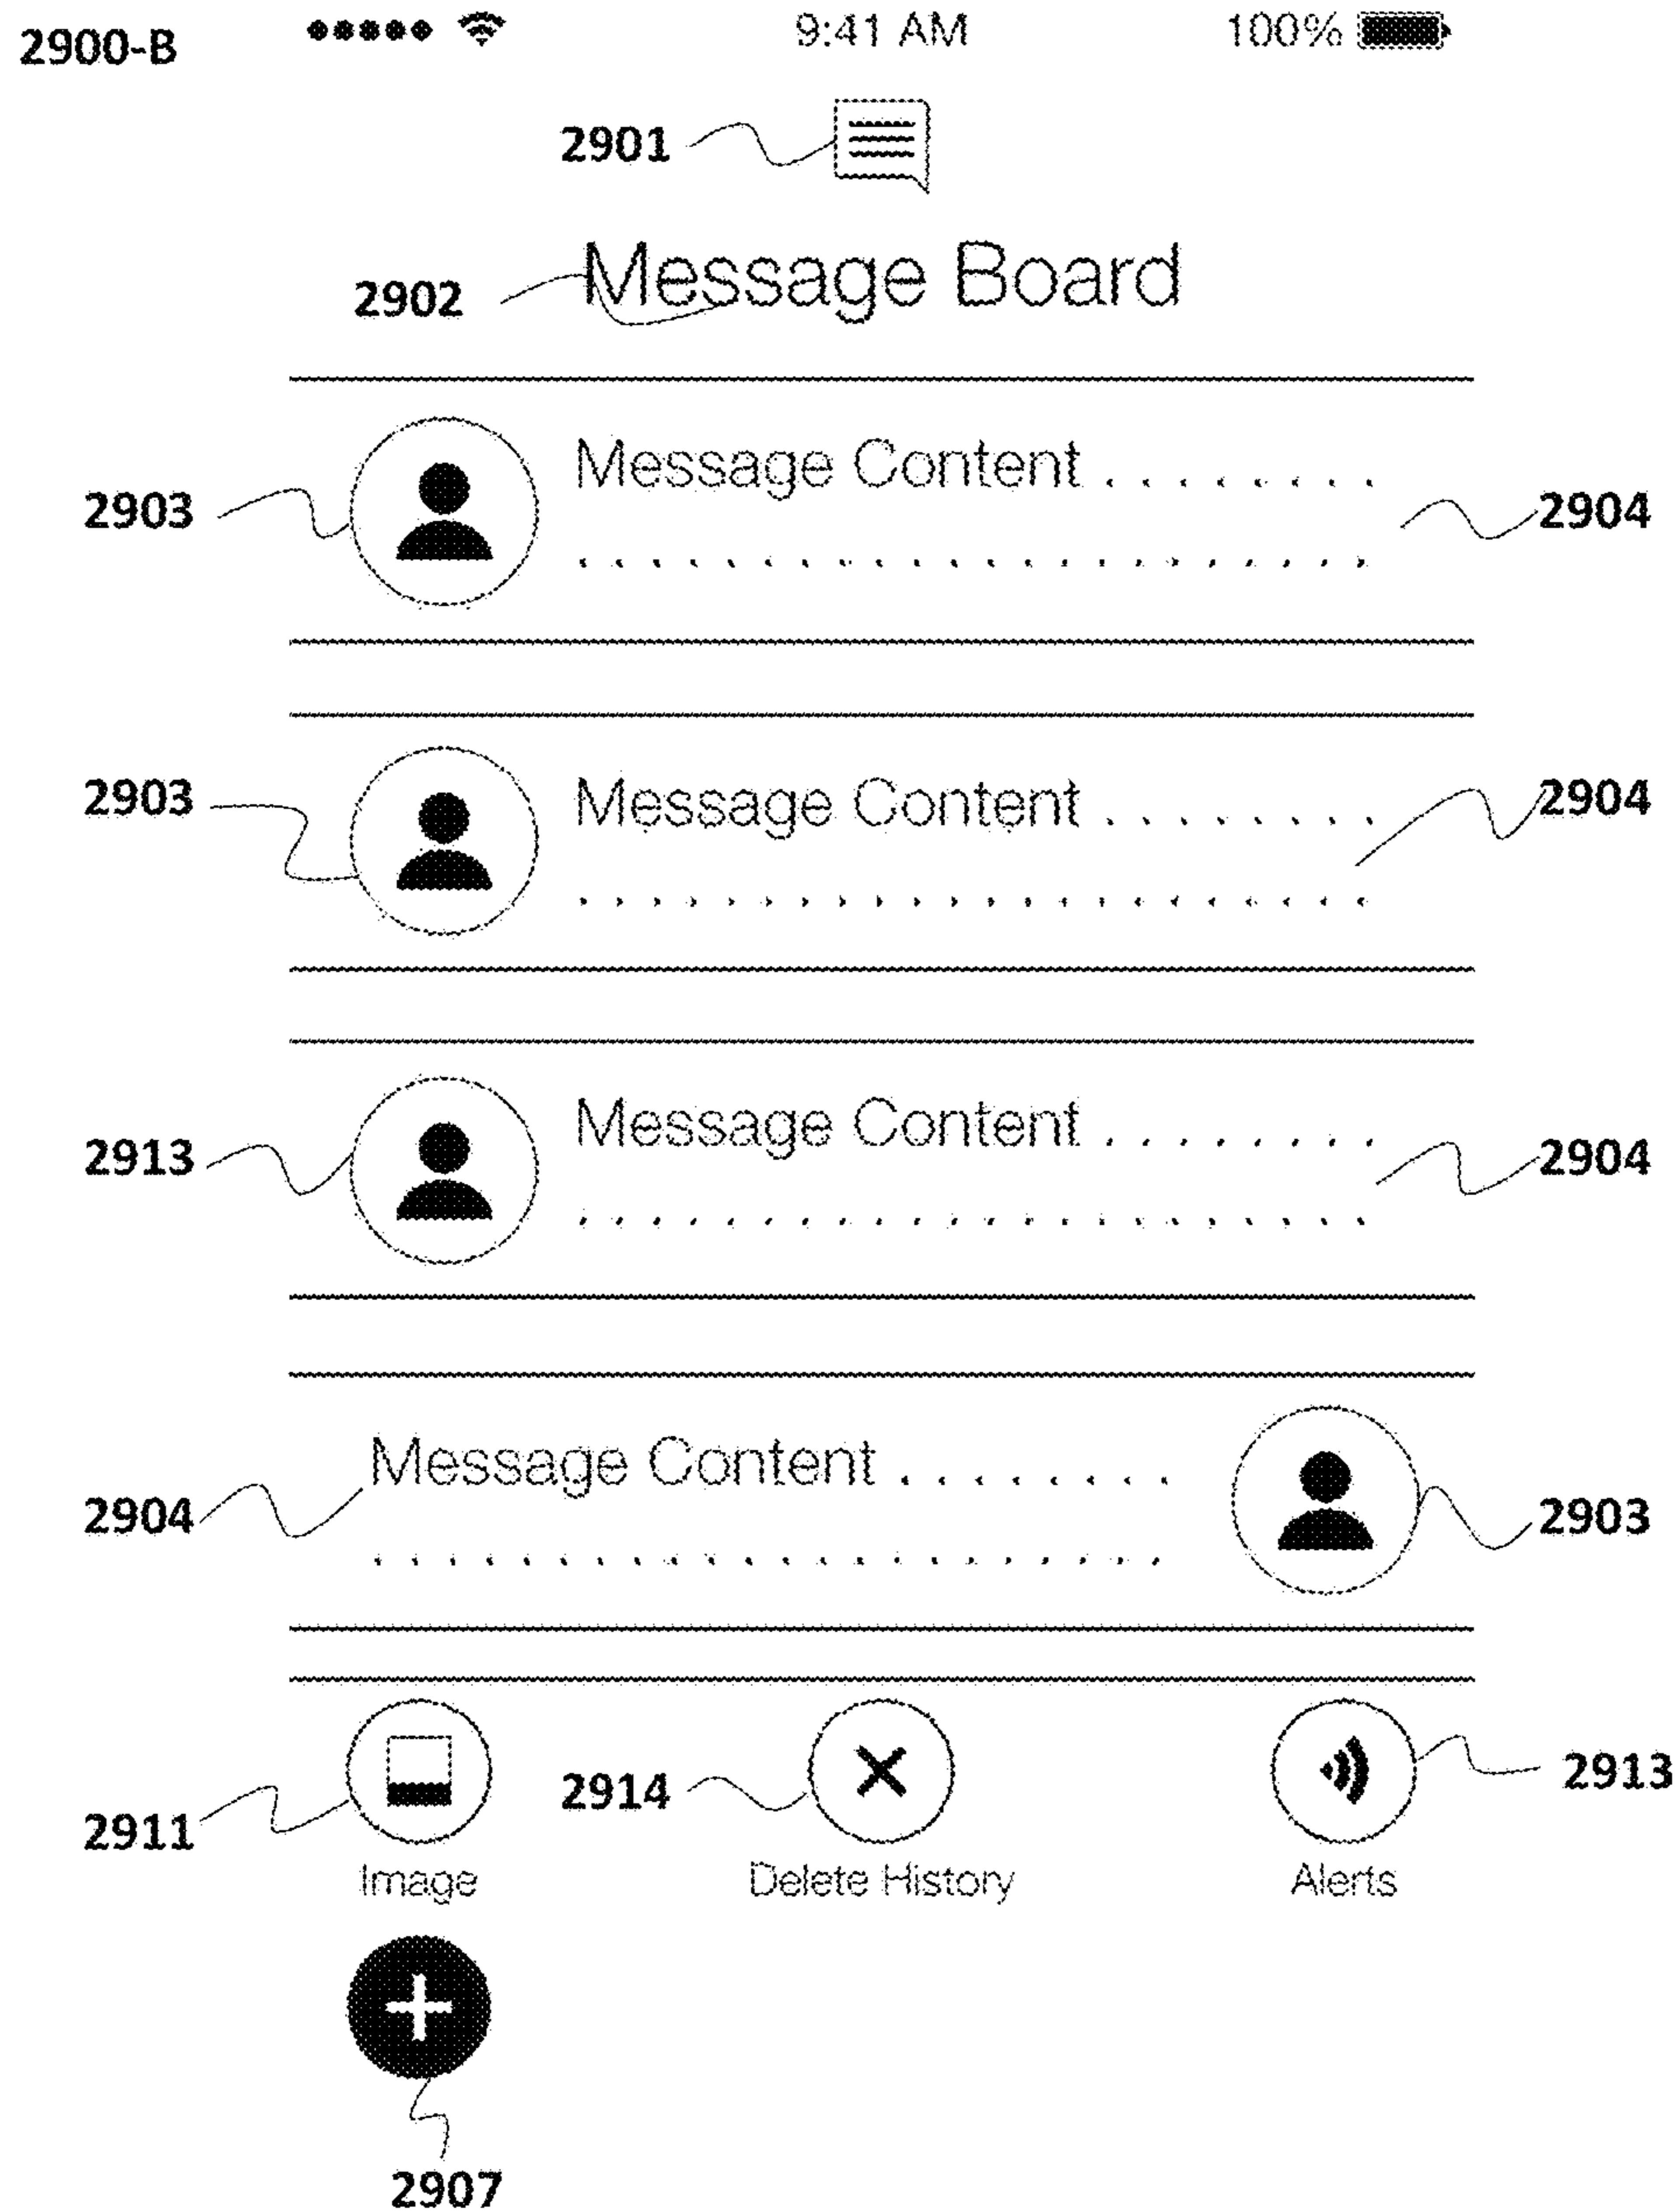 2900-B 9:41 AM 100%
2901
Message Board
2902
Message Content . . . . . . . .
2903 2904
. . . . . . . . . . . . . . . . . . . . . .
2903 Message Content . . . . . . . . 2904
. . . . . . . . . . . . . . . . . . . . . .
Message Content . . . . . . . .
2913 2904
. . . . . . . . . . . . . . . . . . . . . .
Message Content . . . . . . . .
2904 2903
. . . . . . . . . . . . . . . . . . . . . .
2911 2914 2913
Image Delete History Alerts
2907